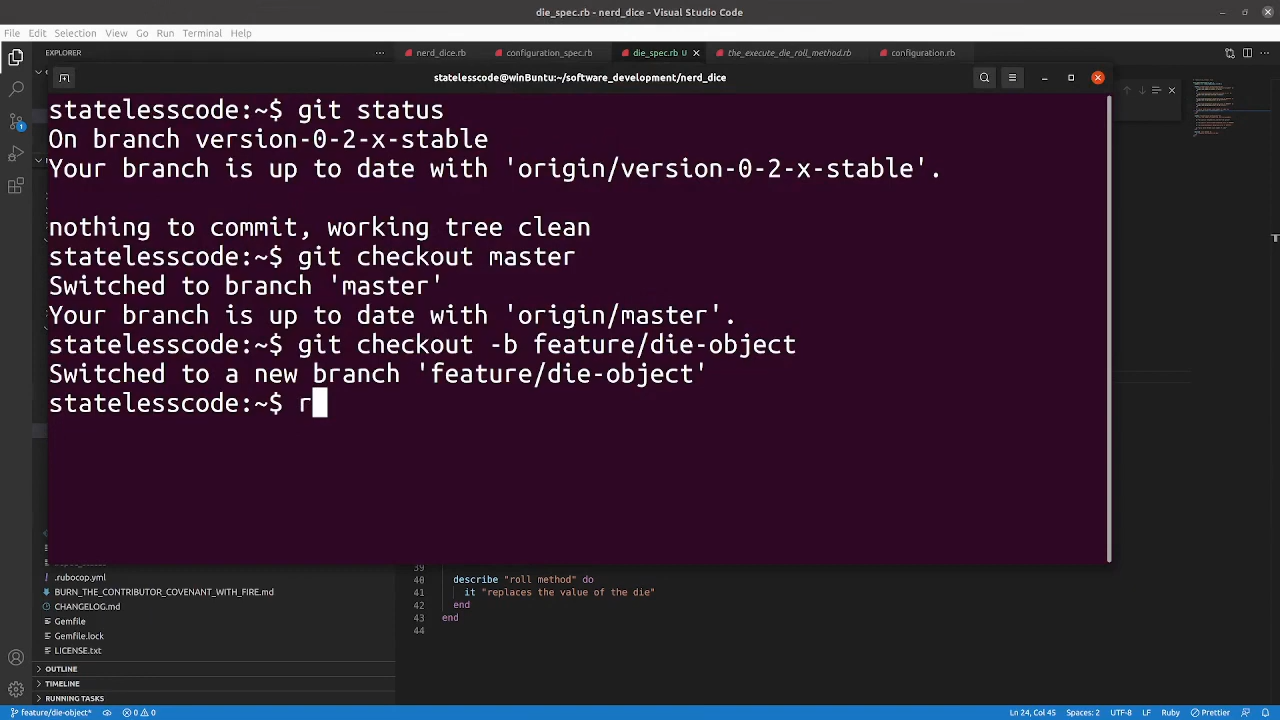 die_spec.rb - nerd_dice - Visual Studio Code
File Edit Selection View Go Run Terminal Help
EXPLORER
nerd_dice.rb configuration_spec.rb die_spec.rb U the_execute_die_roll_method.rb configuration.rb
statelesscode@winBuntu:~/software_development/nerd_dice
statelesscode:~$ git status
On branch version-0-2-x-stable
Your branch is up to date with 'origin/version-0-2-x-stable'.
nothing to commit, working tree clean
statelesscode:~$ git checkout master
Switched to branch 'master'
Your branch is up to date with 'origin/master'.
statelesscode:~$ git checkout -b feature/die-object
Switched to a new branch 'feature/die-object'
statelesscode:~$ r
39
.rubocop.yml
40 describe "roll method" do
BURN_THE_CONTRIBUTOR_COVENANT_WITH_FIRE.md
41 it "replaces the value of the die"
CHANGELOG.md
42 end
Gemfile
43 end
Gemfile.lock
44
LICENSE.txt
OUTLINE
TIMELINE
RUNNING TASKS
feature/die-object* 0 0 Ln 24, Col 45 Spaces: 2 UTF-8 LF Ruby Prettier